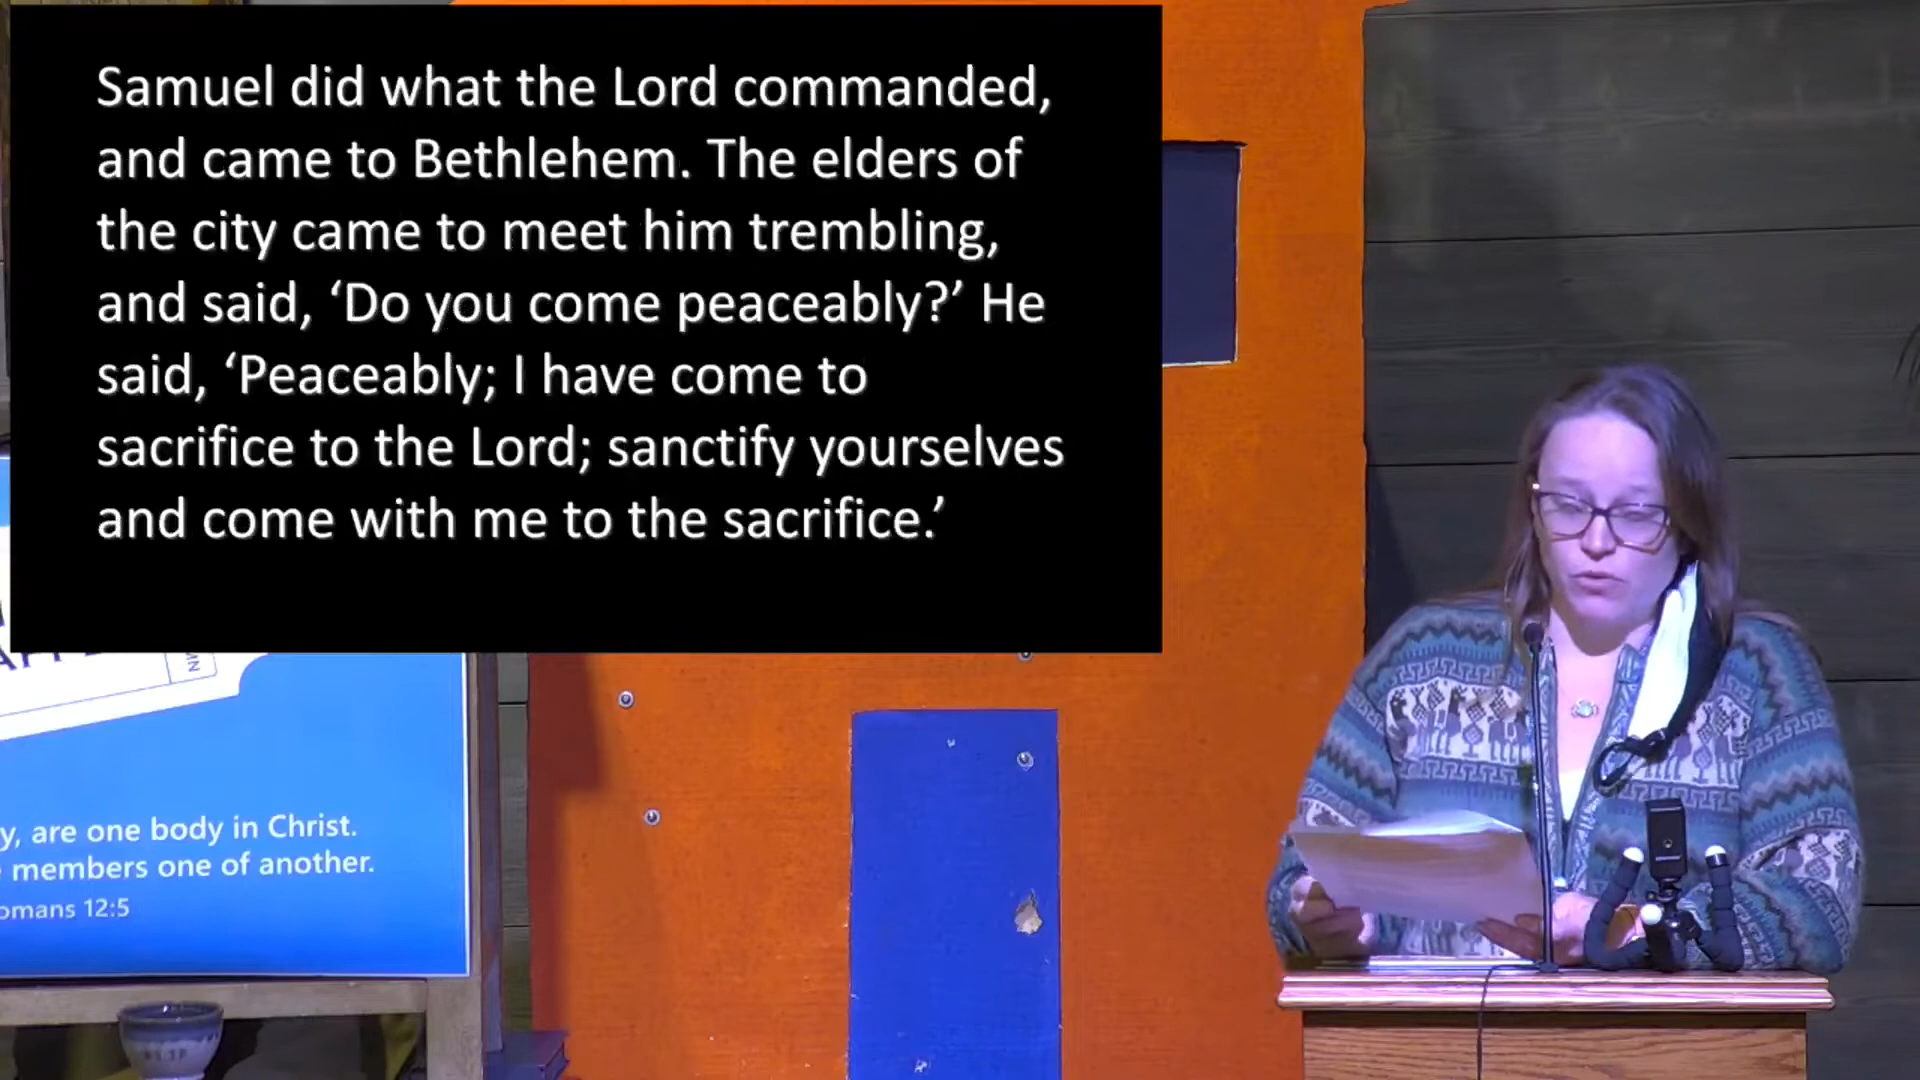 Samuel did what the Lord commanded,
and came to Bethlehem. The elders of
the city came to meet him trembling,
and said, ‘Do you come peaceably?’ He
said, ‘Peaceably; I have come to
sacrifice to the Lord; sanctify yourselves
and come with me to the sacrifice.’
y, are one body in Christ.
members one of another.
omans 12:5